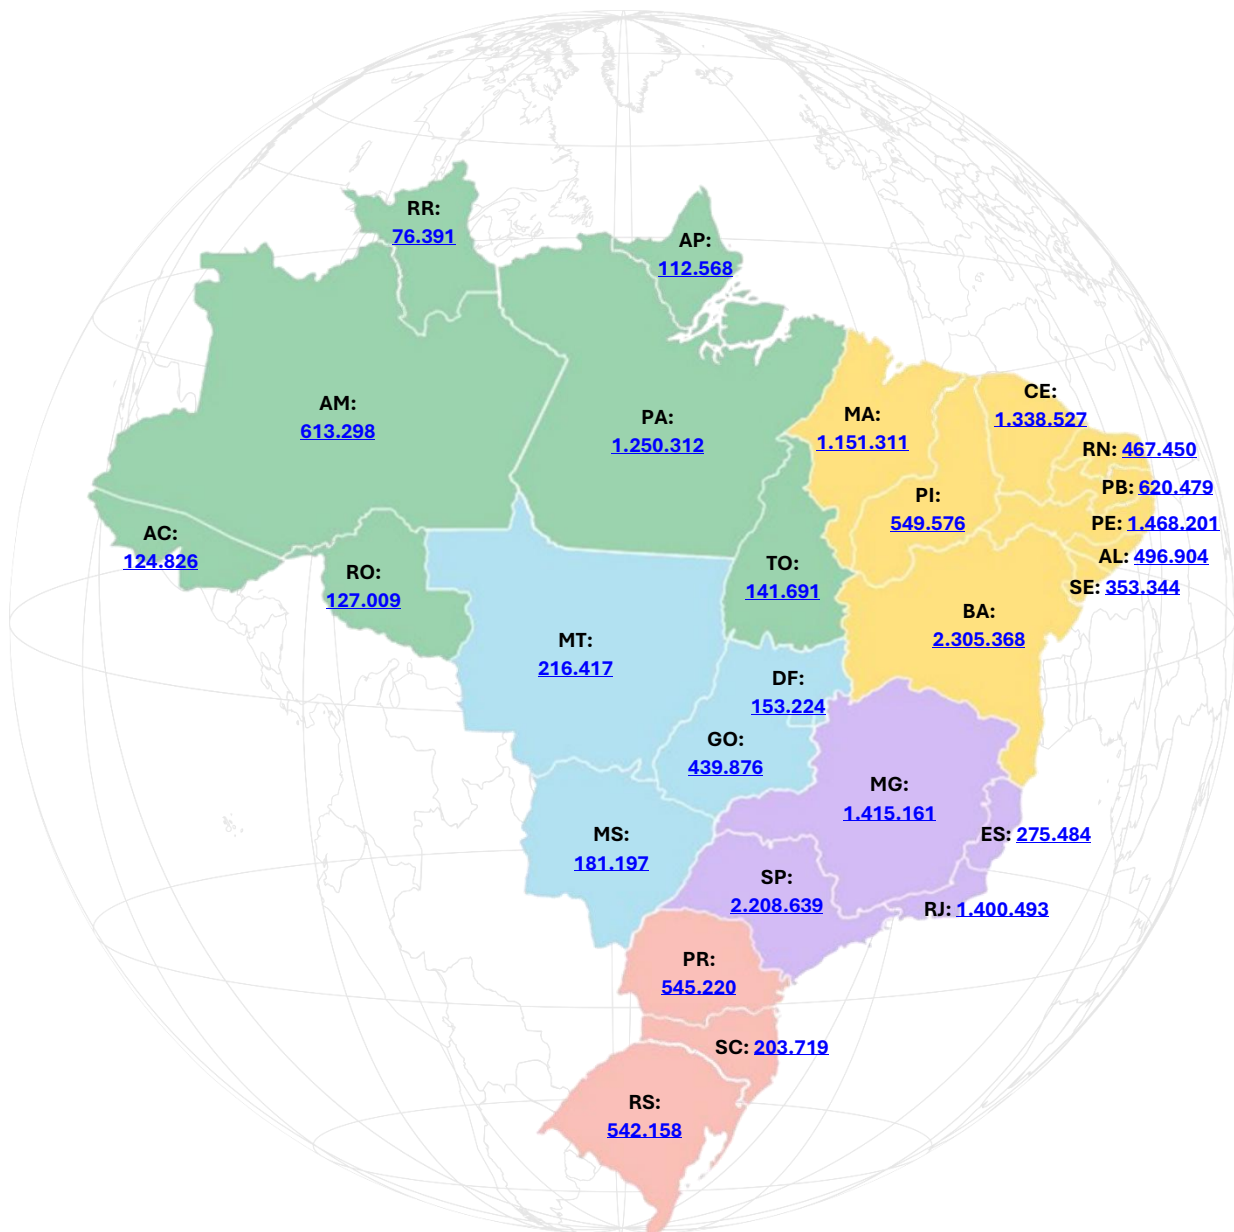 RR:
76.391
AP:
112.568
AM:
613.298
PA:
1.250.312
MA:
1.151.311
CE:
1.338.527
RN: 467.450
PI:
549.576
PB: 620.479
PE: 1.468.201
AC:
124.826
AL: 496.904
RO:
127.009
TO:
141.691
SE: 353.344
BA:
2.305.368
MT:
216.417
DF:
153.224
GO:
439.876
MG:
1.415.161
MS:
181.197
ES: 275.484
SP:
2.208.639
RJ: 1.400.493
PR:
545.220
SC: 203.719
RS:
542.158